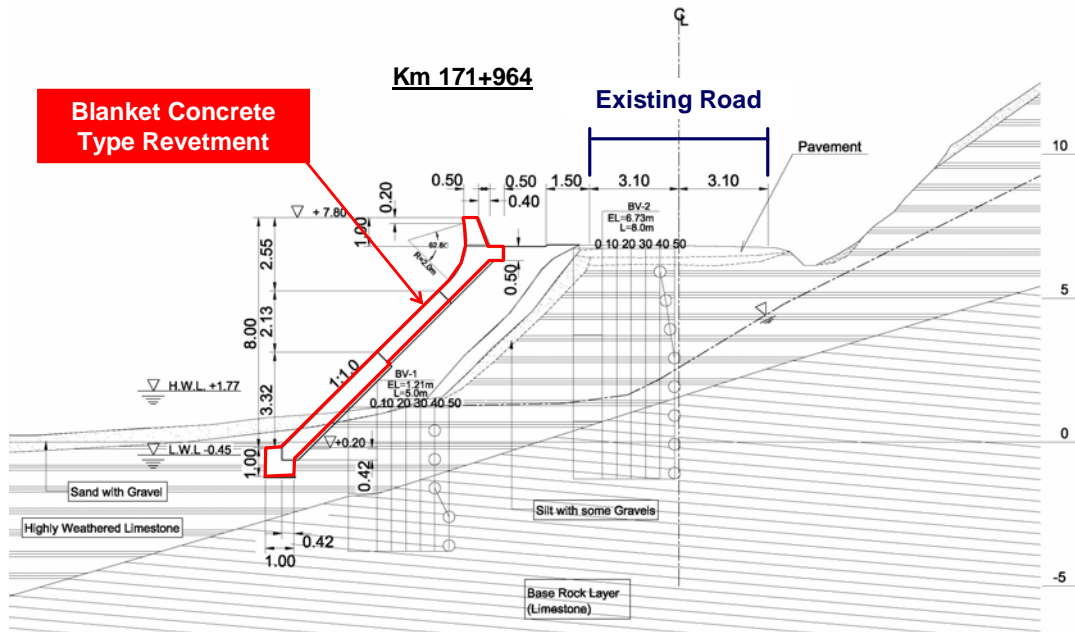 ℄
Km 171+964
Blanket Concrete
Type Revetment
Existing Road
Pavement
10
5
0
-5
0.50
0.50
1.50
3.10
3.10
0.20
0.40
+ 7.80
1.00
62.8
R=2.0m
BV-2
EL=6.73m
L=8.0m
0 10 20 30 40 50
2.55
0.50
8.00
2.13
1:1.0
3.32
BV-1
EL=1.21m
L=5.0m
0 10 20 30 40 50
H.W.L. +1.77
+0.20
L.W.L -0.45
1.00
0.42
Sand with Gravel
Silt with some Gravels
Highly Weathered Limestone
0.42
1.00
Base Rock Layer
(Limestone)